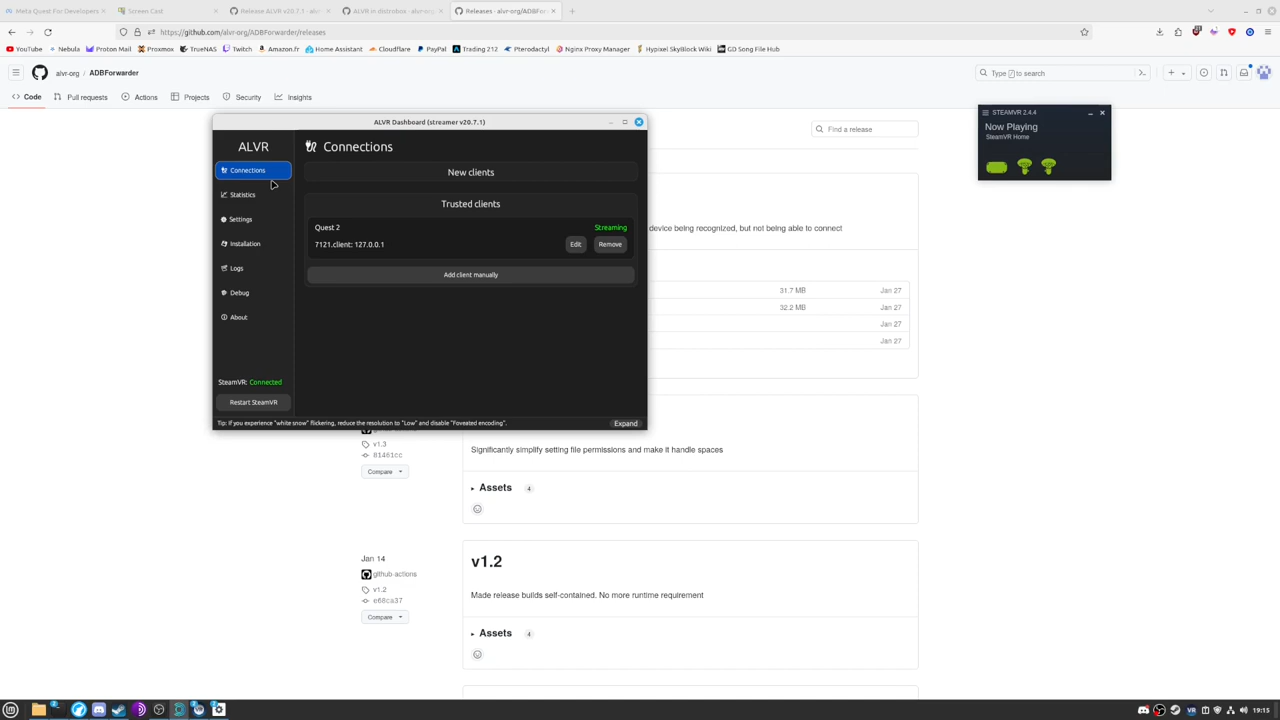 Meta Quest For Developers
Screen Cast
Release ALVR v20.7.1 · alvr
ALVR in distrobox · alvr-org
Releases · alvr-org/ADBFor
https://github.com/alvr-org/ADBForwarder/releases
YouTube
Nebula
Proton Mail
Proxmox
TrueNAS
Twitch
Amazon.fr
Home Assistant
Cloudflare
PayPal
Trading 212
Pterodactyl
Nginx Proxy Manager
Hypixel SkyBlock Wiki
GD Song File Hub
alvr-org / ADBForwarder
Type / to search
Code
Pull requests
Actions
Projects
Security
Insights
Find a release
ALVR Dashboard (streamer v20.7.1)
ALVR
Connections
Statistics
Settings
Installation
Logs
Debug
About
SteamVR: Connected
Restart SteamVR
Connections
New clients
Trusted clients
Quest 2
Streaming
7121.client: 127.0.0.1
Edit
Remove
Add client manually
Tip: If you experience "white snow" flickering, reduce the resolution to "Low" and disable "Foveated encoding".
Expand
STEAMVR 2.4.4
Now Playing
SteamVR Home
device being recognized, but not being able to connect
31.7 MB
Jan 27
32.2 MB
Jan 27
Jan 27
Jan 27
v1.3
81461cc
Compare
Significantly simplify setting file permissions and make it handle spaces
Assets
4
Jan 14
github-actions
v1.2
e68ca37
Compare
v1.2
Made release builds self-contained. No more runtime requirement
Assets
4
19:15